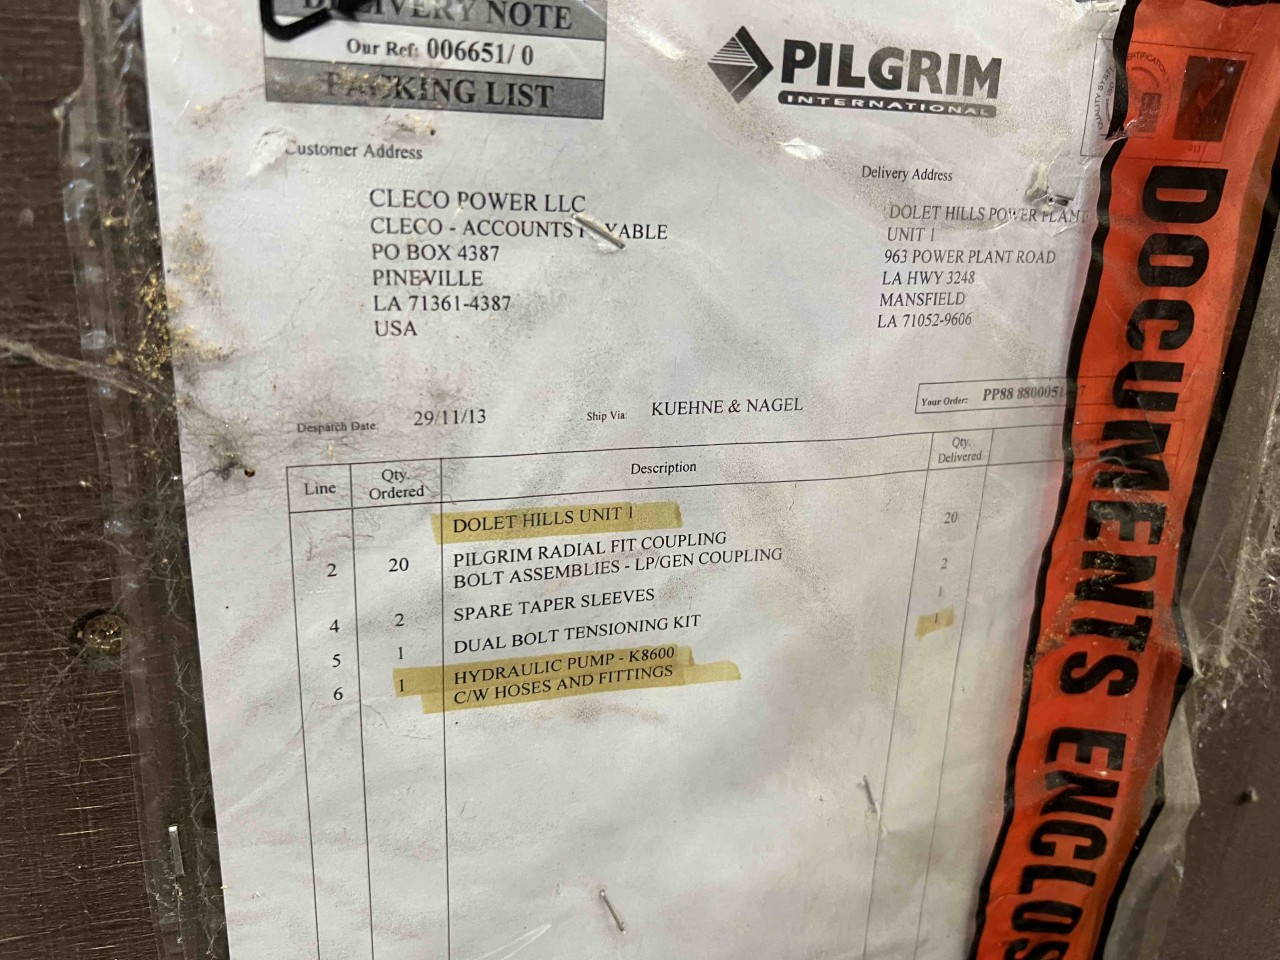 DELIVERY NOTE
Our Ref: 006651/ 0
PACKING LIST
PILGRIM
INTERNATIONAL
Customer Address
CLECO POWER LLC
CLECO - ACCOUNTS PAYABLE
PO BOX 4387
PINEVILLE
LA 71361-4387
USA
Delivery Address
DOLET HILLS POWER PLANT
UNIT 1
963 POWER PLANT ROAD
LA HWY 3248
MANSFIELD
LA 71052-9606
Despatch Date: 29/11/13
Ship Via: KUEHNE & NAGEL
Your Order: PP88
Line Qty. Ordered Description Qty. Delivered
DOLET HILLS UNIT 1
2 20 PILGRIM RADIAL FIT COUPLING 20
BOLT ASSEMBLIES - LP/GEN COUPLING
4 2 SPARE TAPER SLEEVES 2
5 1 DUAL BOLT TENSIONING KIT 1
6 1 HYDRAULIC PUMP - K8600 1
C/W HOSES AND FITTINGS
DOCUMENTS ENCLOS